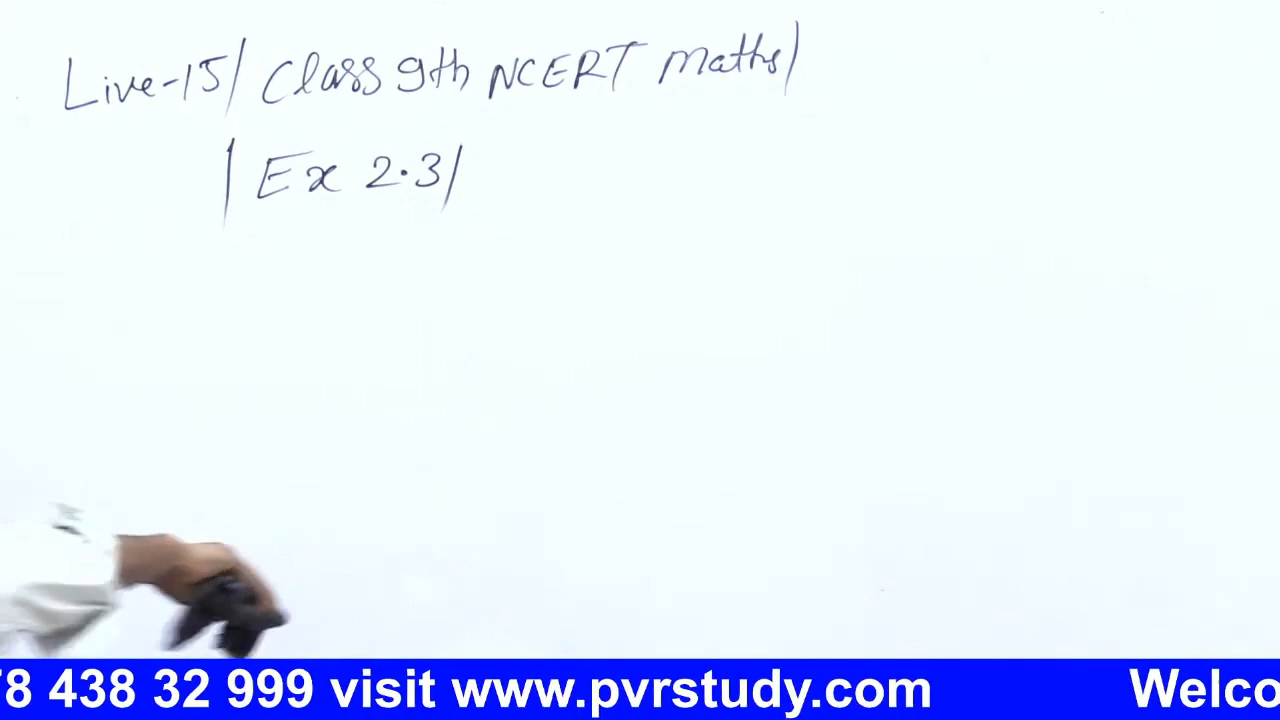 Live-15/ Class 9th NCERT Maths/
/ Ex 2.3/
78 438 32 999 visit www.pvrstudy.com Welco